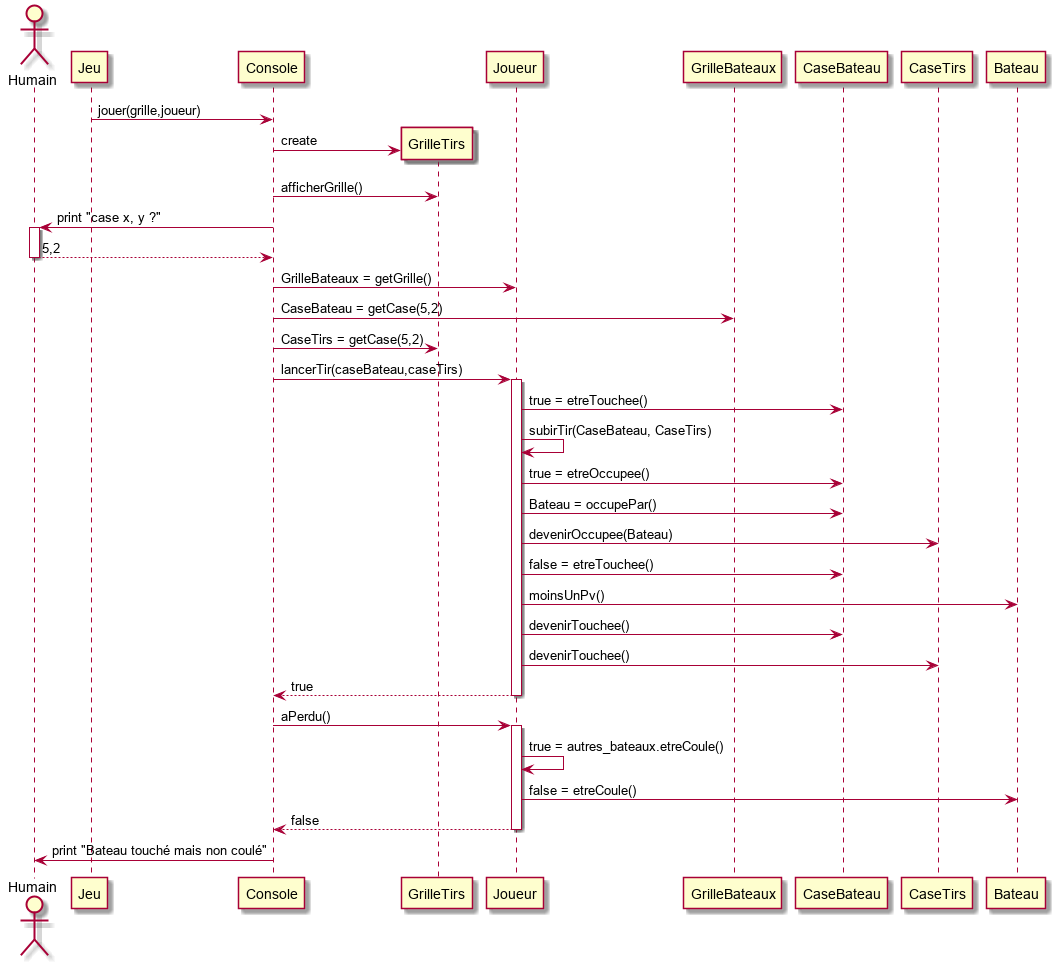 Humain
Jeu
Console
Joueur
GrilleBateaux
CaseBateau
CaseTirs
Bateau
jouer(grille,joueur)
create
GrilleTirs
afficherGrille()
print "case x, y ?"
5,2
GrilleBateaux = getGrille()
CaseBateau = getCase(5,2)
CaseTirs = getCase(5,2)
lancerTir(caseBateau,caseTirs)
true = etreTouchee()
subirTir(CaseBateau, CaseTirs)
true = etreOccupee()
Bateau = occupePar()
devenirOccupee(Bateau)
false = etreTouchee()
moinsUnPv()
devenirTouchee()
devenirTouchee()
true
aPerdu()
true = autres_bateaux.etreCoule()
false = etreCoule()
false
print "Bateau touché mais non coulé"
Humain
Jeu
Console
GrilleTirs
Joueur
GrilleBateaux
CaseBateau
CaseTirs
Bateau